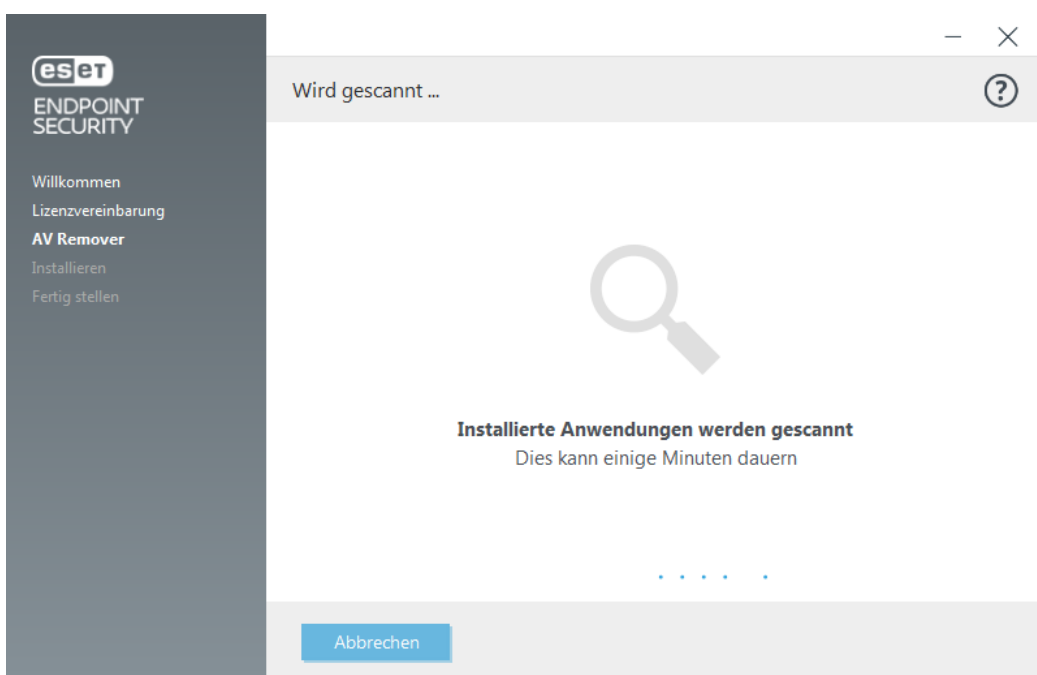 eset
ENDPOINT
SECURITY
Willkommen
Lizenzvereinbarung
AV Remover
Installieren
Fertig stellen
Wird gescannt ...
?
Installierte Anwendungen werden gescannt
Dies kann einige Minuten dauern
Abbrechen